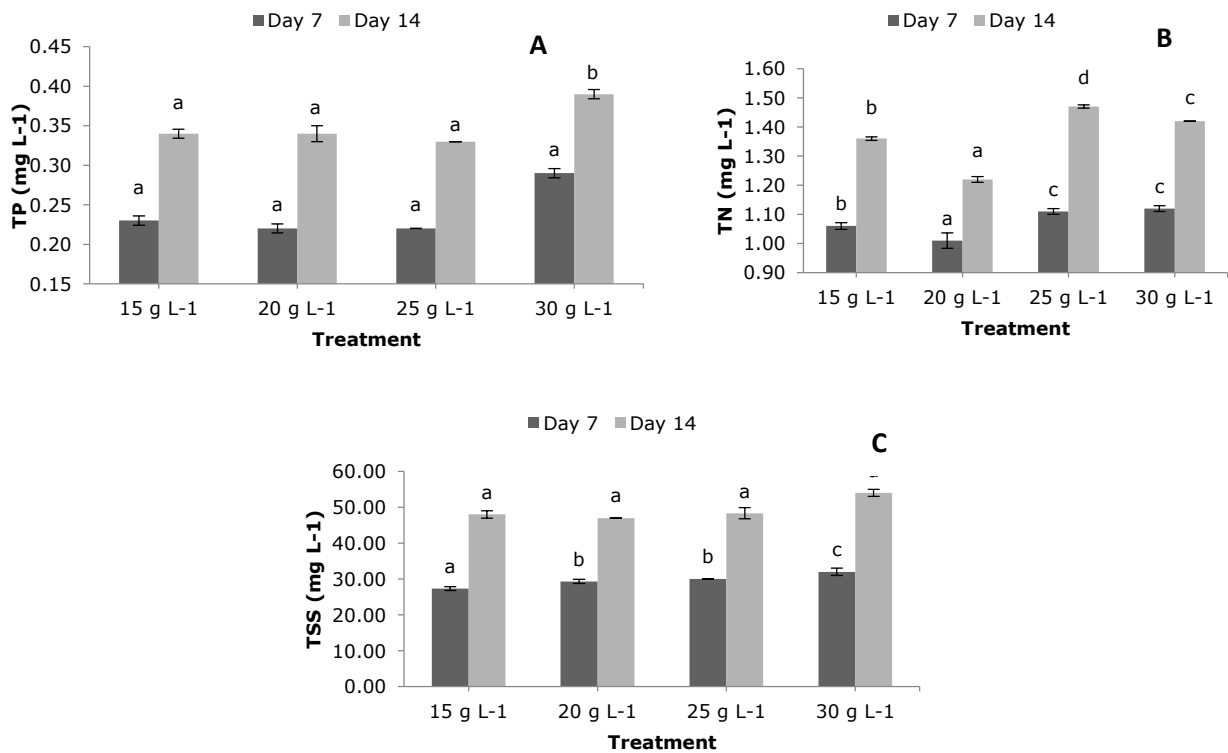 Day 7 Day 14
A
0.45
0.40
0.35
0.30
0.25
0.20
0.15
TP (mg L-1)
a
a
a
a
a
a
a
b
15 g L-1 20 g L-1 25 g L-1 30 g L-1
Treatment
Day 7 Day 14
B
1.60
1.50
1.40
1.30
1.20
1.10
1.00
0.90
TN (mg L-1)
b
b
a
a
c
d
c
c
15 g L-1 20 g L-1 25 g L-1 30 g L-1
Treatment
Day 7 Day 14
C
60.00
50.00
40.00
30.00
20.00
10.00
0.00
TSS (mg L-1)
a
a
b
a
b
a
c
15 g L-1 20 g L-1 25 g L-1 30 g L-1
Treatment